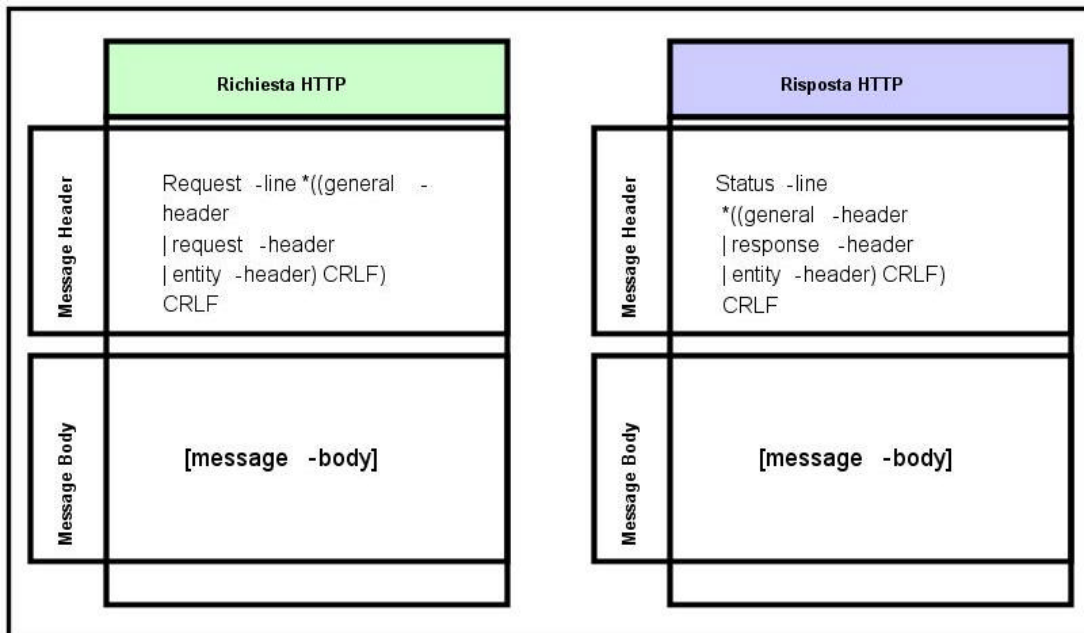 Richiesta HTTP
Message Header
Request -line *((general -
header
| request -header
| entity -header) CRLF)
CRLF
Message Body
[message -body]
Risposta HTTP
Message Header
Status -line
*((general -header
| response -header
| entity -header) CRLF)
CRLF
Message Body
[message -body]